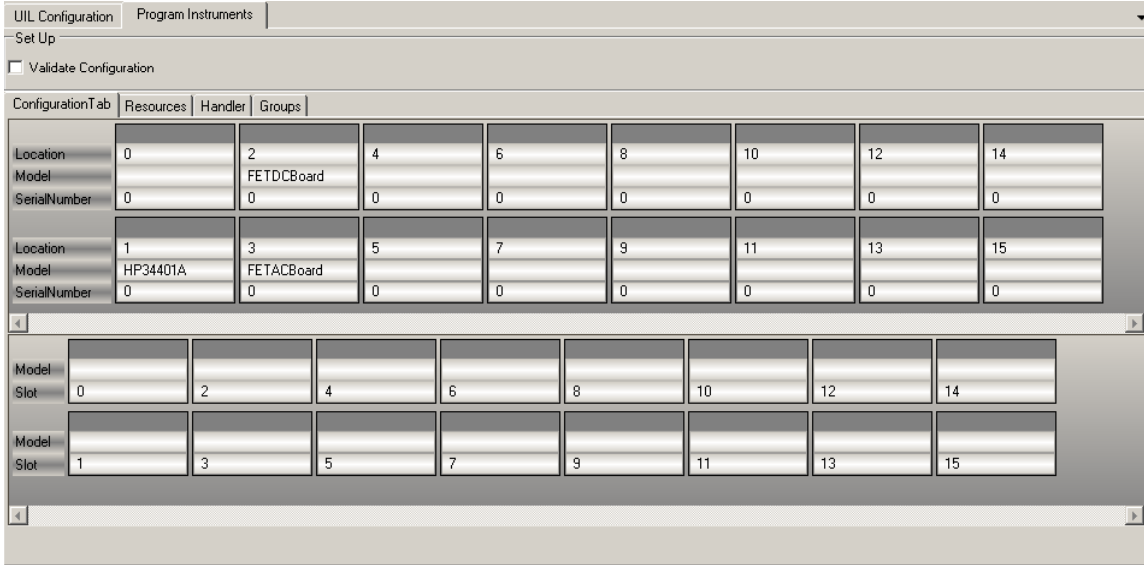 UIL Configuration Program Instruments
Set Up
Validate Configuration
ConfigurationTab Resources Handler Groups
Location 0 2 4 6 8 10 12 14
Model FETDCBoard
SerialNumber 0 0 0 0 0 0 0 0
Location 1 3 5 7 9 11 13 15
Model HP34401A FETACBoard
SerialNumber 0 0 0 0 0 0 0 0
Model
Slot 0 2 4 6 8 10 12 14
Model
Slot 1 3 5 7 9 11 13 15